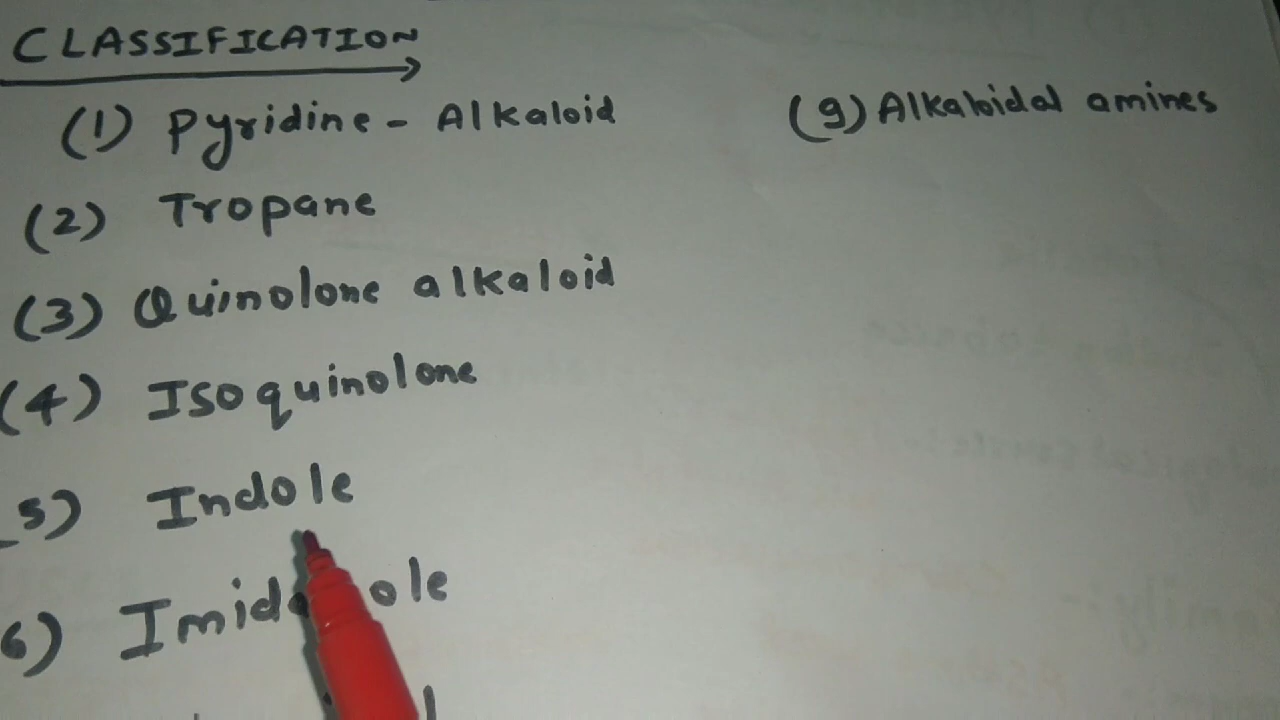 CLASSIFICATION
(1) Pyridine - Alkaloid
(2) Tropane
(3) Quinolone alkaloid
(4) Isoquinolone
5) Indole
6)
(9) Alkaloidal amines